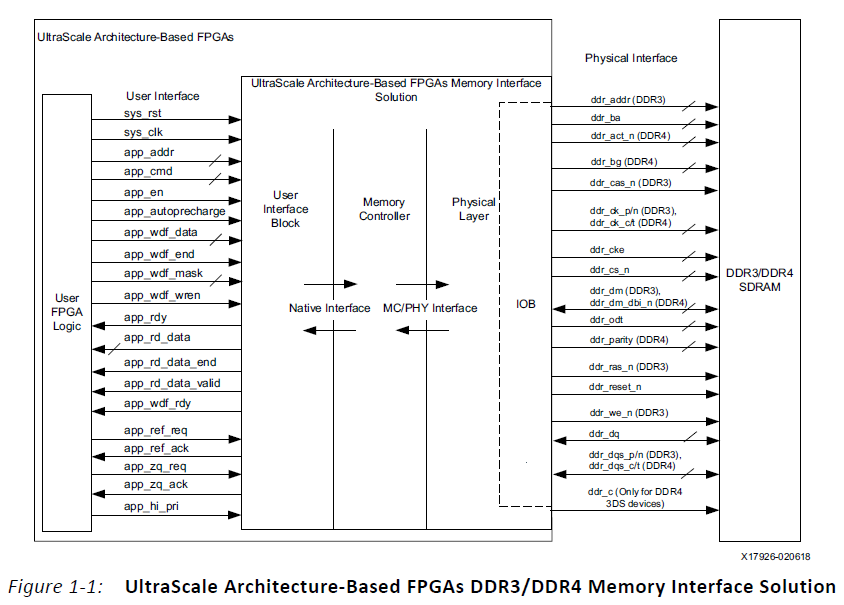 UltraScale Architecture-Based FPGAs
User Interface
sys_rst
sys_clk
app_addr
app_cmd
app_en
app_autoprecharge
app_wdf_data
app_wdf_end
app_wdf_mask
app_wdf_wren
app_rdy
app_rd_data
app_rd_data_end
app_rd_data_valid
app_wdf_rdy
app_ref_req
app_ref_ack
app_zq_req
app_zq_ack
app_hi_pri
User
FPGA
Logic
UltraScale Architecture-Based FPGAs Memory Interface
Solution
User
Interface
Block
Memory
Controller
Physical
Layer
Native Interface
MC/PHY Interface
IOB
Physical Interface
ddr_addr (DDR3)
ddr_ba
ddr_act_n (DDR4)
ddr_bg (DDR4)
ddr_cas_n (DDR3)
ddr_ck_p/n (DDR3),
ddr_ck_c/t (DDR4)
ddr_cke
ddr_cs_n
ddr_dm (DDR3),
ddr_dm_dbi_n (DDR4)
ddr_odt
ddr_parity (DDR4)
ddr_ras_n (DDR3)
ddr_reset_n
ddr_we_n (DDR3)
ddr_dq
ddr_dqs_p/n (DDR3),
ddr_dqs_c/t (DDR4)
ddr_c (Only for DDR4
3DS devices)
DDR3/DDR4
SDRAM
X17926-020618
Figure 1-1: UltraScale Architecture-Based FPGAs DDR3/DDR4 Memory Interface Solution